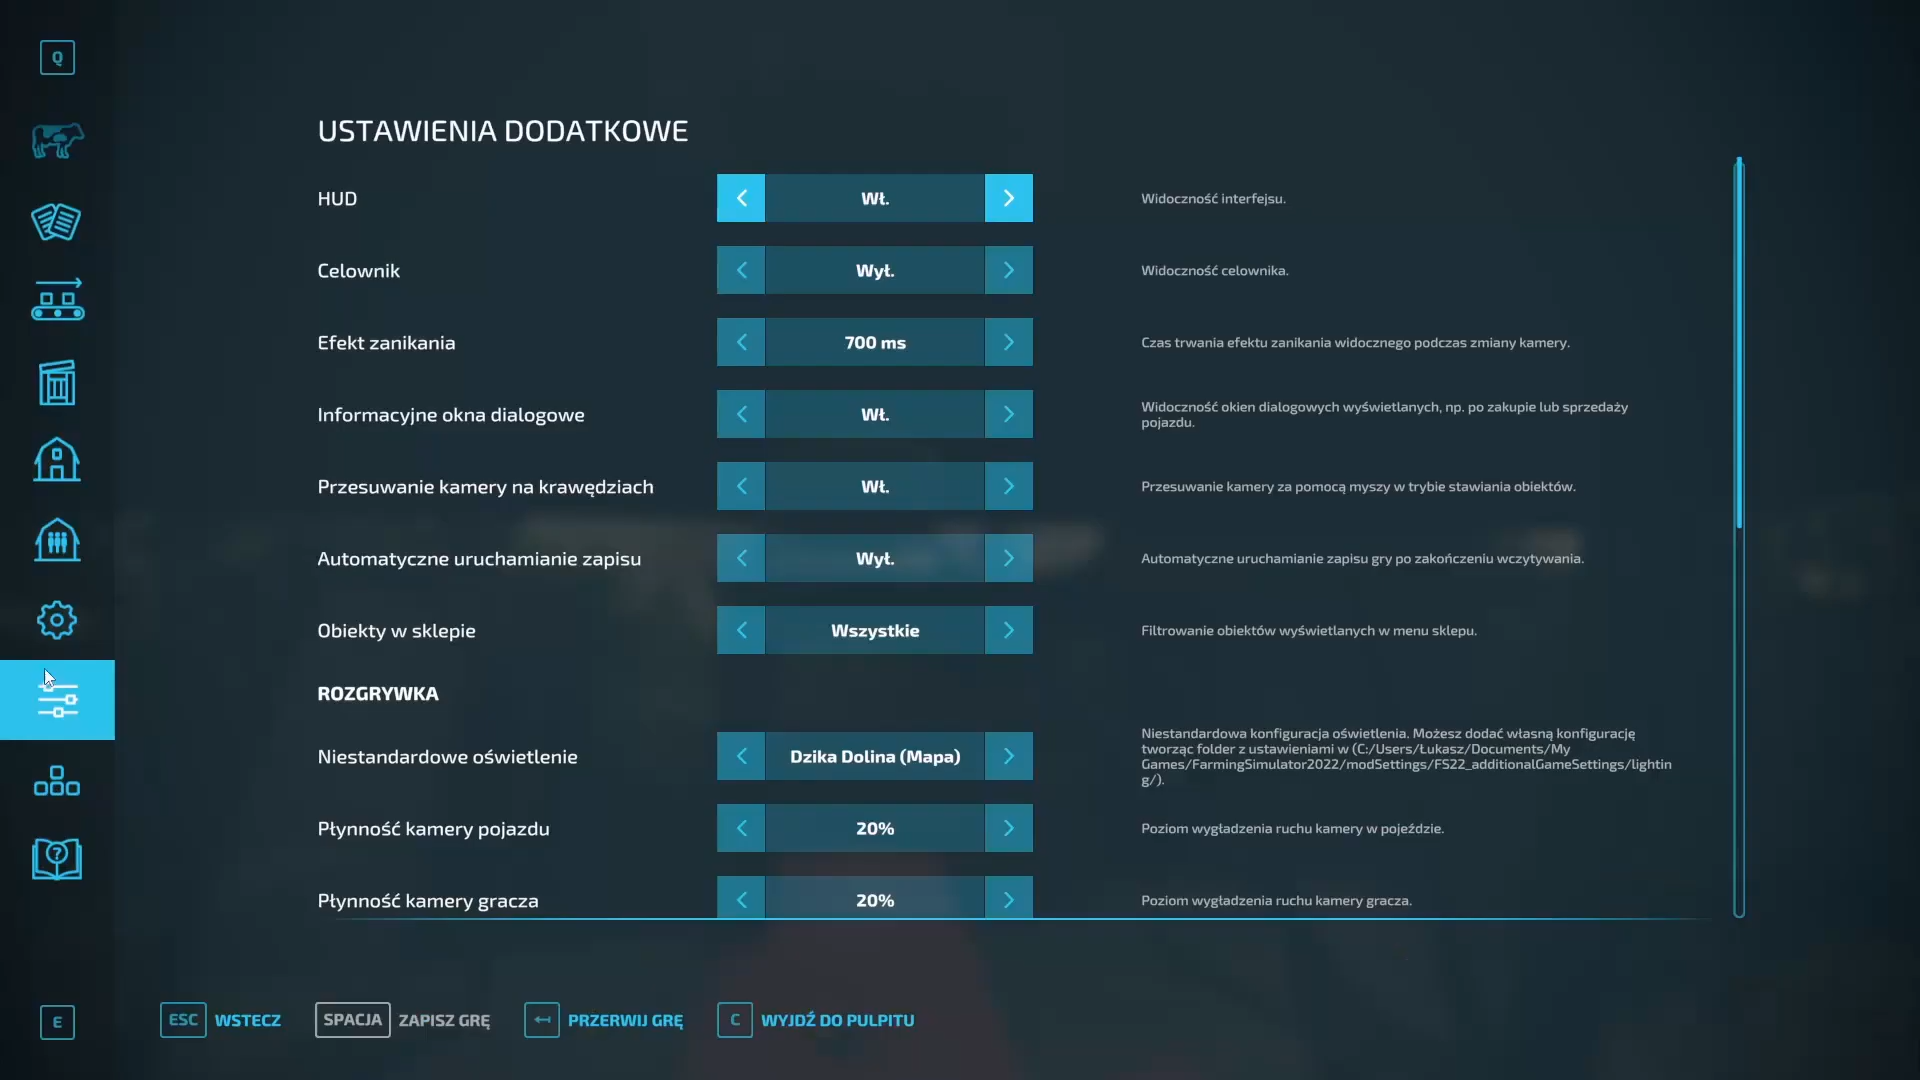 Q
USTAWIENIA DODATKOWE
HUD
Wł.
Widoczność interfejsu.
Celownik
Wył.
Widoczność celownika.
Efekt zanikania
700 ms
Czas trwania efektu zanikania widocznego podczas zmiany kamery.
Informacyjne okna dialogowe
Wł.
Widoczność okien dialogowych wyświetlanych, np. po zakupie lub sprzedaży
pojazdu.
Przesuwanie kamery na krawędziach
Wł.
Przesuwanie kamery za pomocą myszy w trybie stawiania obiektów.
Automatyczne uruchamianie zapisu
Wył.
Automatyczne uruchamianie zapisu gry po zakończeniu wczytywania.
Obiekty w sklepie
Wszystkie
Filtrowanie obiektów wyświetlanych w menu sklepu.
ROZGRYWKA
Niestandardowe oświetlenie
Dzika Dolina (Mapa)
Niestandardowa konfiguracja oświetlenia. Możesz dodać własną konfigurację
tworząc folder z ustawieniami w (C:/Users/Łukasz/Documents/My
Games/FarmingSimulator2022/modSettings/FS22_additionalGameSettings/lightin
g/).
Płynność kamery pojazdu
20%
Poziom wygładzenia ruchu kamery w pojeździe.
Płynność kamery gracza
20%
Poziom wygładzenia ruchu kamery gracza.
E
ESC WSTECZ
SPACJA ZAPISZ GRĘ
PRZERWIJ GRĘ
C WYJDŹ DO PULPITU